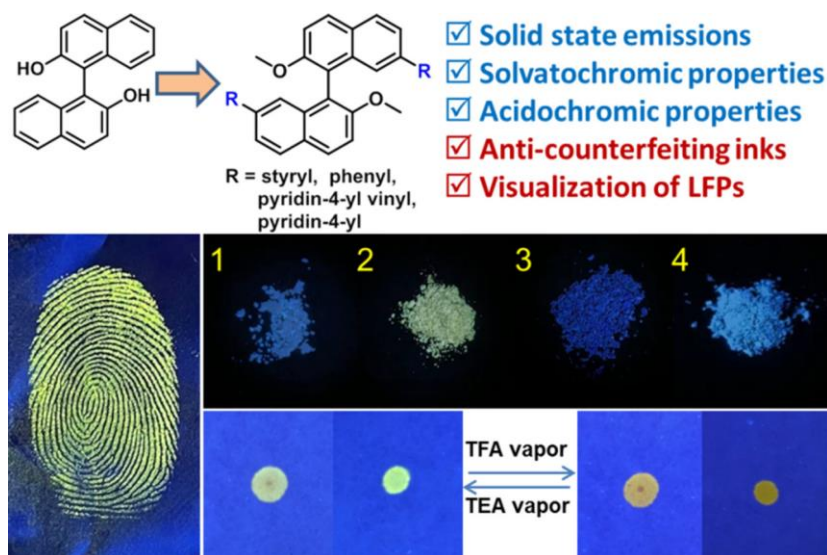 HO
OH
O
R
R
O
R = styryl, phenyl,
pyridin-4-yl vinyl,
pyridin-4-yl
☑ Solid state emissions
☑ Solvatochromic properties
☑ Acidochromic properties
☑ Anti-counterfeiting inks
☑ Visualization of LFPs
1 2 3 4
TFA vapor
TEA vapor